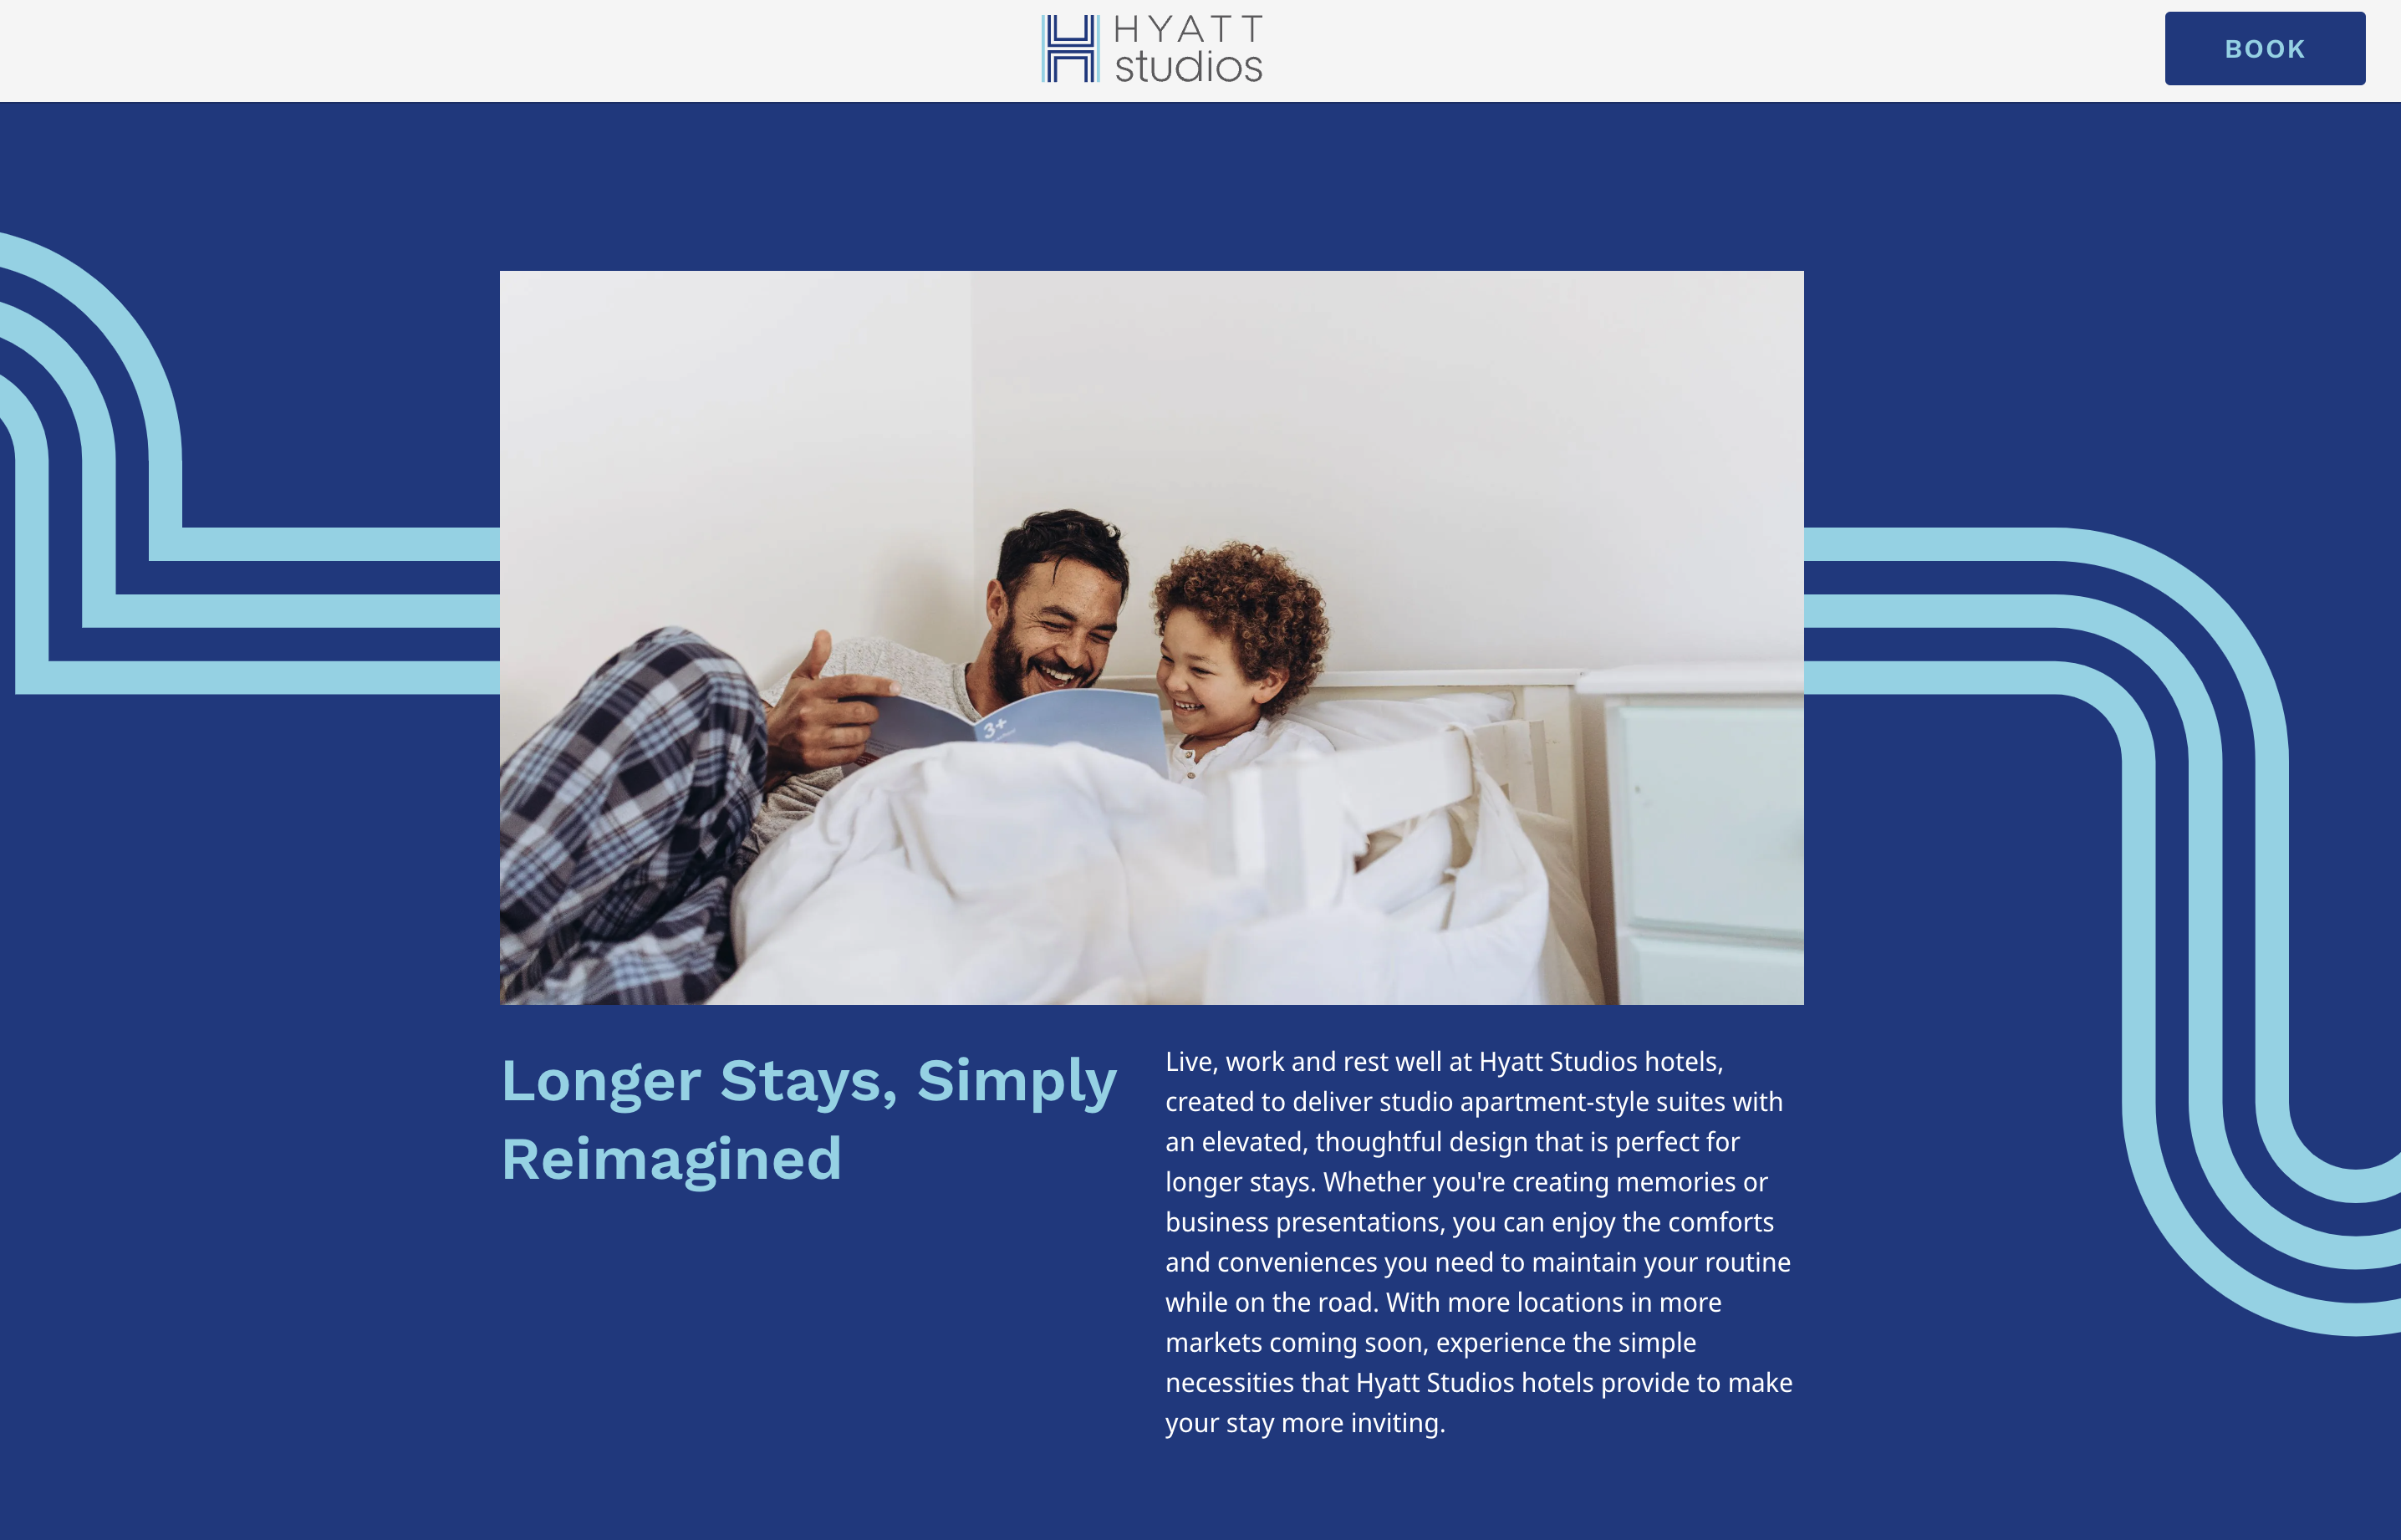 HYATT
studios
BOOK
3+
Longer Stays, Simply
Reimagined
Live, work and rest well at Hyatt Studios hotels,
created to deliver studio apartment-style suites with
an elevated, thoughtful design that is perfect for
longer stays. Whether you're creating memories or
business presentations, you can enjoy the comforts
and conveniences you need to maintain your routine
while on the road. With more locations in more
markets coming soon, experience the simple
necessities that Hyatt Studios hotels provide to make
your stay more inviting.